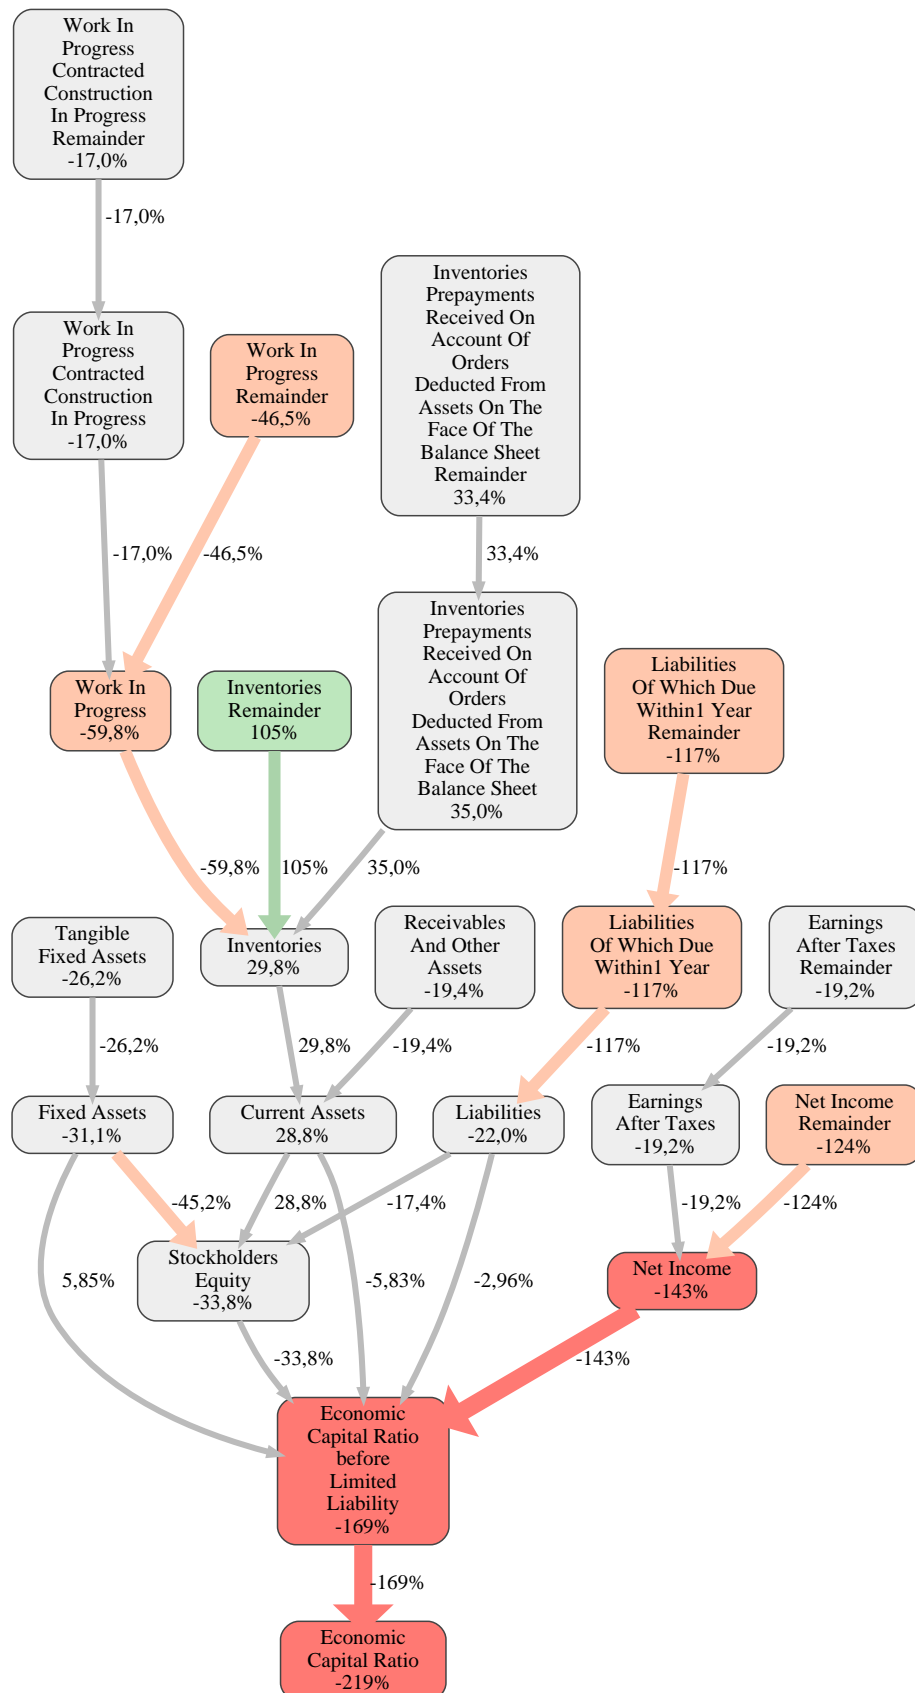 Work In
Progress
Contracted
Construction
In Progress
Remainder
-17,0%
-17,0%
Work In
Progress
Contracted
Construction
In Progress
-17,0%
Work In
Progress
Remainder
-46,5%
Inventories
Prepayments
Received On
Account Of
Orders
Deducted From
Assets On The
Face Of The
Balance Sheet
Remainder
33,4%
-17,0%
-46,5%
33,4%
Work In
Progress
-59,8%
Inventories
Remainder
105%
Inventories
Prepayments
Received On
Account Of
Orders
Deducted From
Assets On The
Face Of The
Balance Sheet
35,0%
Liabilities
Of Which Due
Within1 Year
Remainder
-117%
-59,8%
105%
35,0%
-117%
Tangible
Fixed Assets
-26,2%
Inventories
29,8%
Receivables
And Other
Assets
-19,4%
Liabilities
Of Which Due
Within1 Year
-117%
Earnings
After Taxes
Remainder
-19,2%
-26,2%
29,8%
-19,4%
-117%
-19,2%
Fixed Assets
-31,1%
Current Assets
28,8%
Liabilities
-22,0%
Earnings
After Taxes
-19,2%
Net Income
Remainder
-124%
-45,2%
28,8%
-17,4%
-19,2%
-124%
Stockholders
Equity
-33,8%
5,85%
-5,83%
-2,96%
Net Income
-143%
-33,8%
-143%
Economic
Capital Ratio
before
Limited
Liability
-169%
-169%
Economic
Capital Ratio
-219%